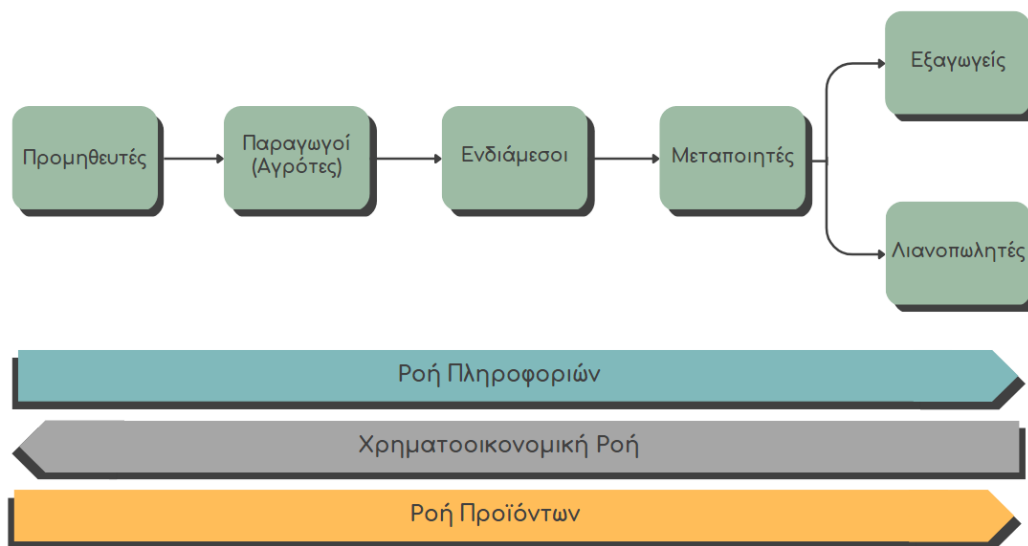 Προμηθευτές
Παραγωγοί
(Αγρότες)
Ενδιάμεσοι
Μεταποιητές
Εξαγωγείς
Λιανοπωλητές
Ροή Πληροφοριών
Χρηματοοικονομική Ροή
Ροή Προϊόντων